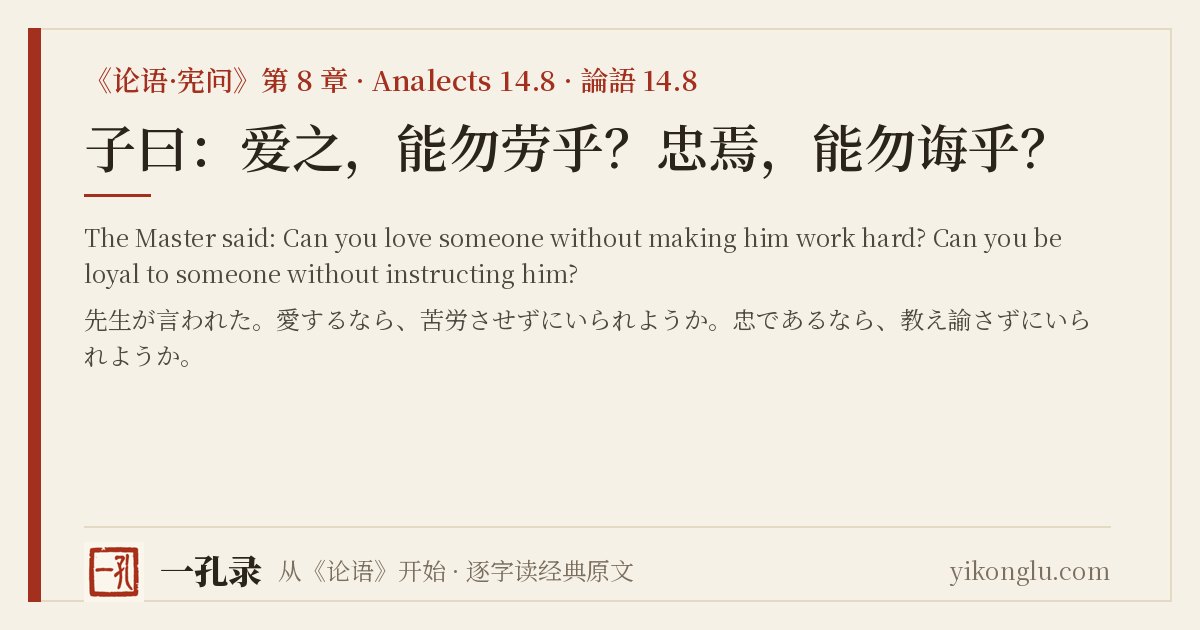 《论语·宪问》第 8 章 · Analects 14.8 · 論語 14.8
子曰：爱之，能勿劳乎？忠焉，能勿诲乎？
The Master said: Can you love someone without making him work hard? Can you be
loyal to someone without instructing him?
先生が言われた。愛するなら、苦労させずにいられようか。忠であるなら、教え諭さずにいら
れようか。
一孔
一孔录 从《论语》开始 · 逐字读经典原文 yikonglu.com